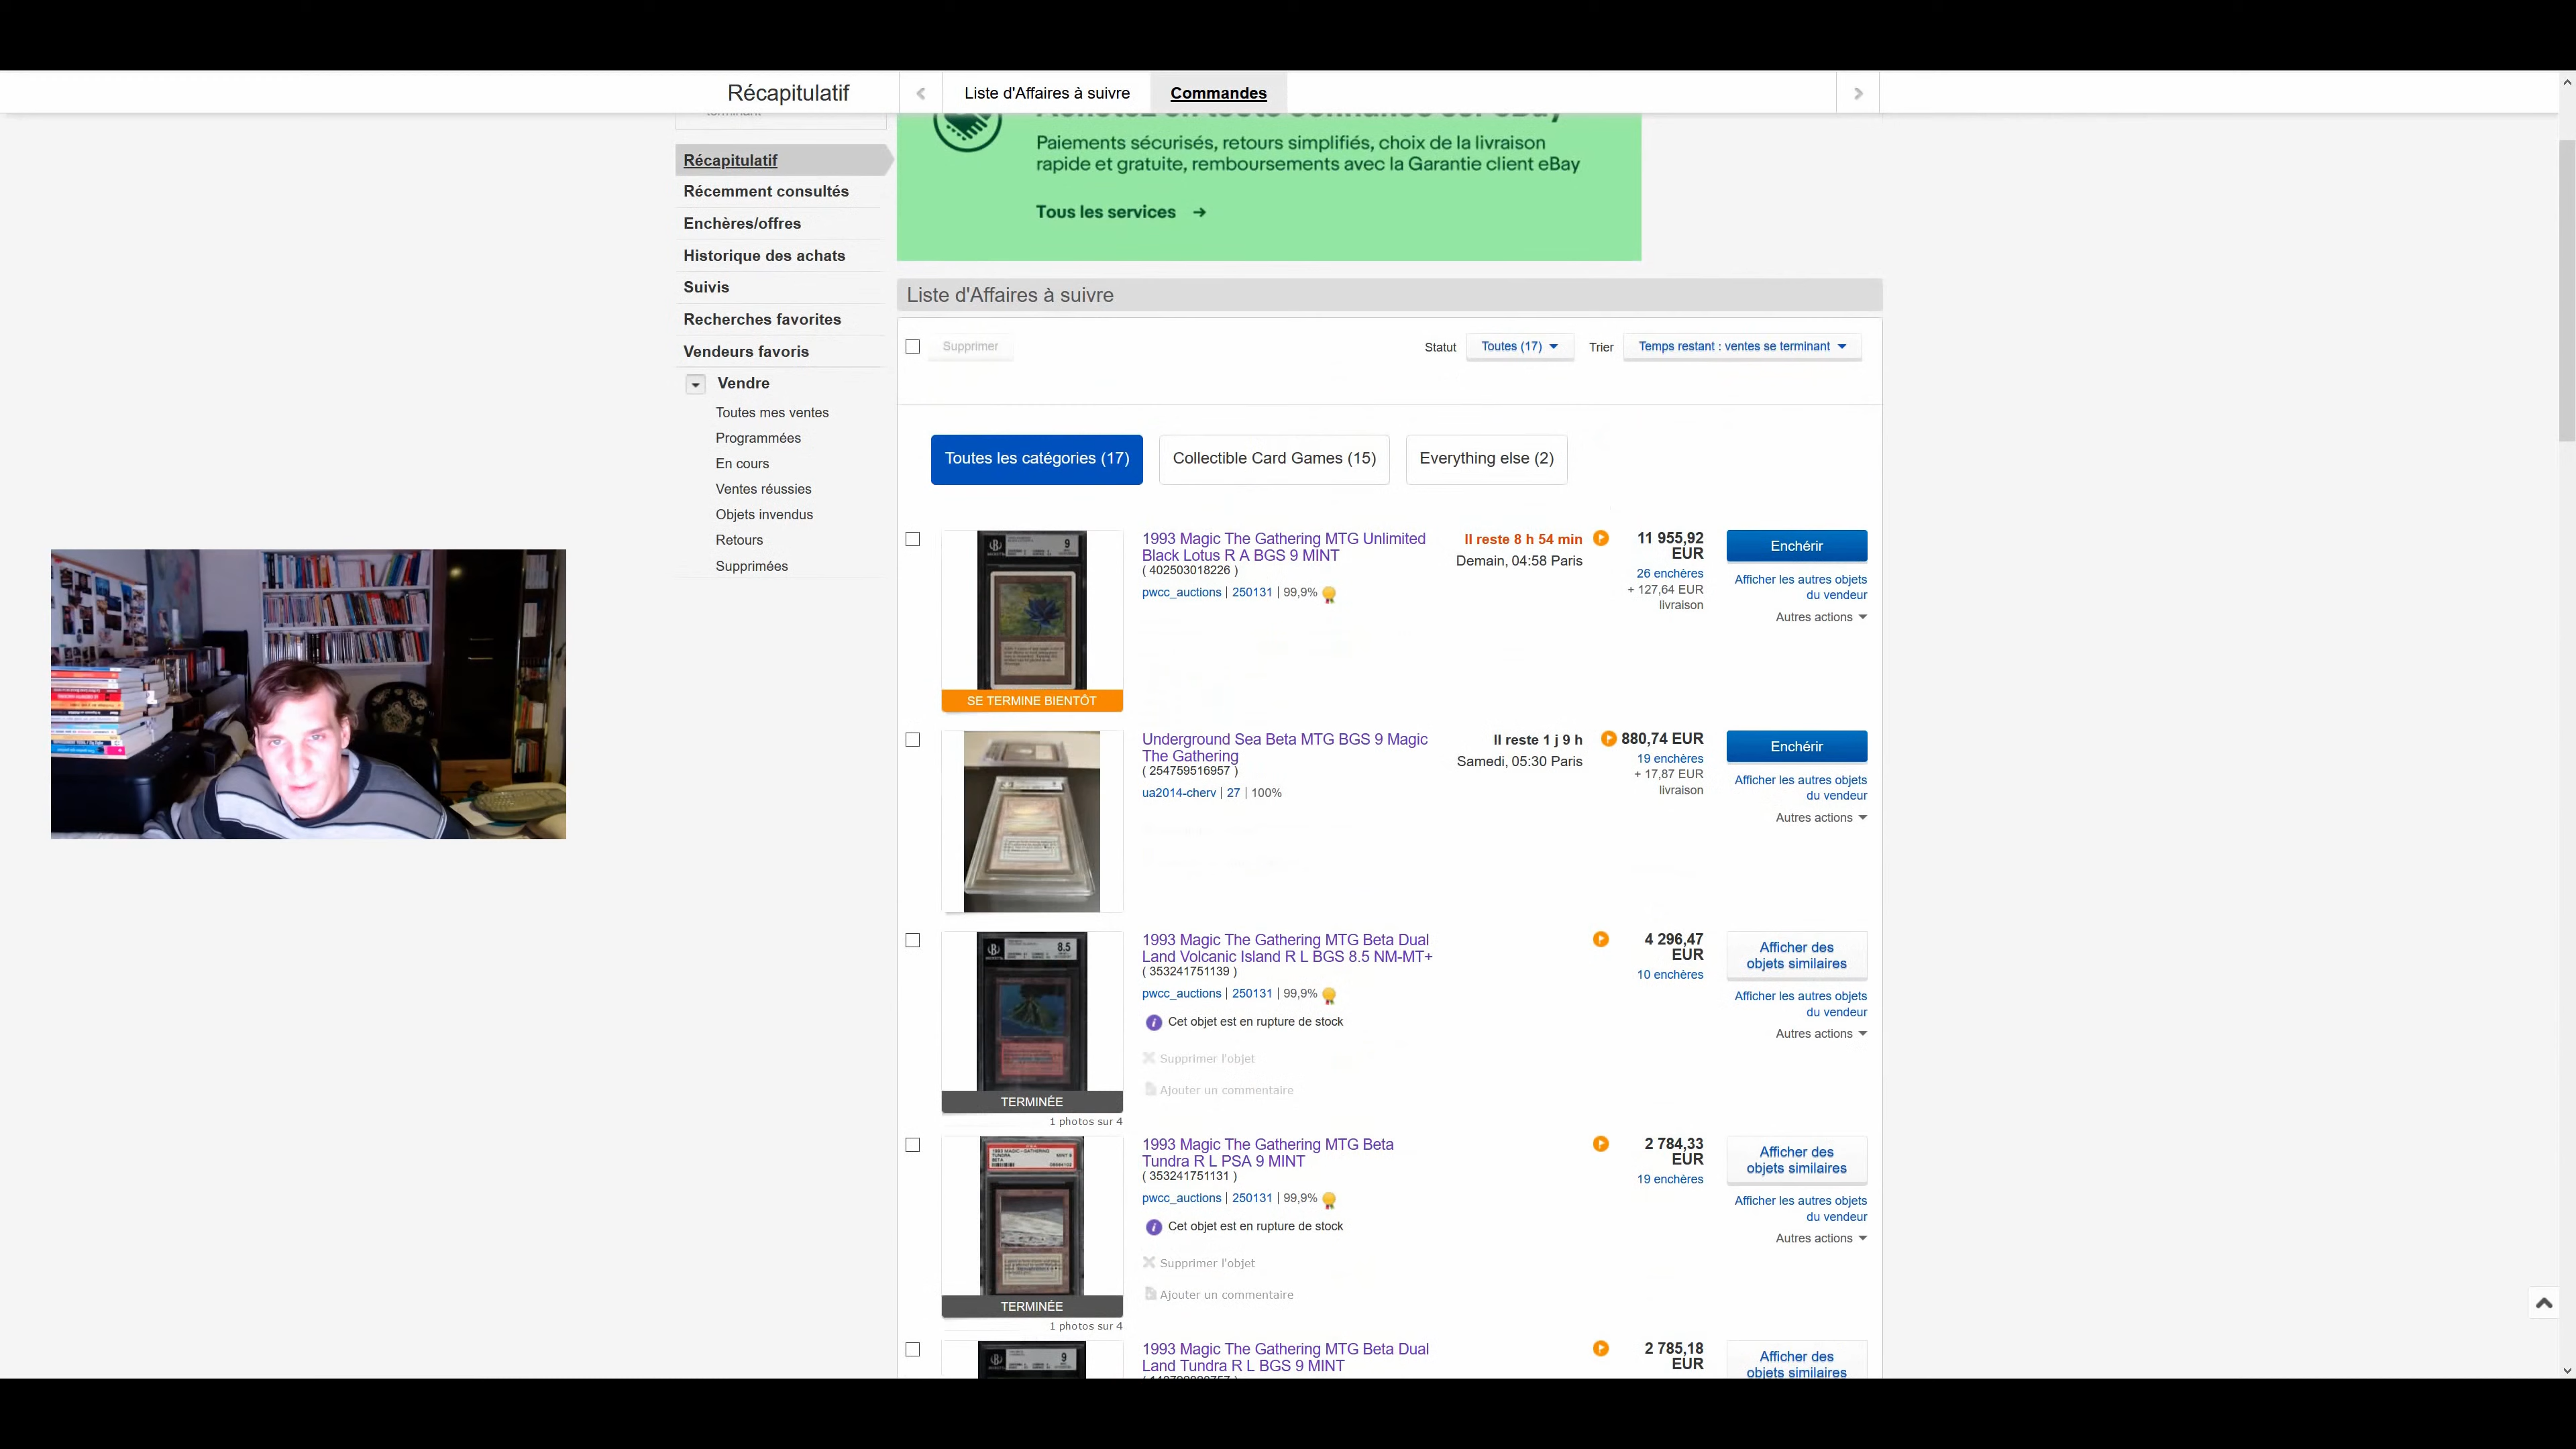 Récapitulatif
Liste d'Affaires à suivre
Commandes
Paiements sécurisés, retours simplifiés, choix de la livraison
rapide et gratuite, remboursements avec la Garantie client eBay
Tous les services →
Récapitulatif
Récemment consultés
Enchères/offres
Historique des achats
Suivis
Recherches favorites
Vendeurs favoris
Vendre
Toutes mes ventes
Programmées
En cours
Ventes réussies
Objets invendus
Retours
Supprimées
Liste d'Affaires à suivre
Supprimer
Statut
Toutes (17)
Trier
Temps restant : ventes se terminant
Toutes les catégories (17)
Collectible Card Games (15)
Everything else (2)
9
SE TERMINE BIENTÔT
1993 Magic The Gathering MTG Unlimited
Black Lotus R A BGS 9 MINT
( 402503018226 )
pwcc_auctions | 250131 | 99,9%
Il reste 8 h 54 min
Demain, 04:58 Paris
11 955,92
EUR
26 enchères
+ 127,64 EUR
livraison
Enchérir
Afficher les autres objets
du vendeur
Autres actions
Underground Sea Beta MTG BGS 9 Magic
The Gathering
( 254759516957 )
ua2014-cherv | 27 | 100%
Il reste 1 j 9 h
Samedi, 05:30 Paris
880,74 EUR
19 enchères
+ 17,87 EUR
livraison
Enchérir
Afficher les autres objets
du vendeur
Autres actions
8.5
TERMINÉE
1 photos sur 4
1993 Magic The Gathering MTG Beta Dual
Land Volcanic Island R L BGS 8.5 NM-MT+
( 353241751139 )
pwcc_auctions | 250131 | 99,9%
Cet objet est en rupture de stock
Supprimer l'objet
Ajouter un commentaire
4 296,47
EUR
10 enchères
Afficher des
objets similaires
Afficher les autres objets
du vendeur
Autres actions
1993 MAGIC - GATHERING
TUNDRA
BETA
MINT 9
TERMINÉE
1 photos sur 4
1993 Magic The Gathering MTG Beta
Tundra R L PSA 9 MINT
( 353241751131 )
pwcc_auctions | 250131 | 99,9%
Cet objet est en rupture de stock
Supprimer l'objet
Ajouter un commentaire
2 784,33
EUR
19 enchères
Afficher des
objets similaires
Afficher les autres objets
du vendeur
Autres actions
9
1993 Magic The Gathering MTG Beta Dual
Land Tundra R L BGS 9 MINT
2 785,18
EUR
Afficher des
objets similaires